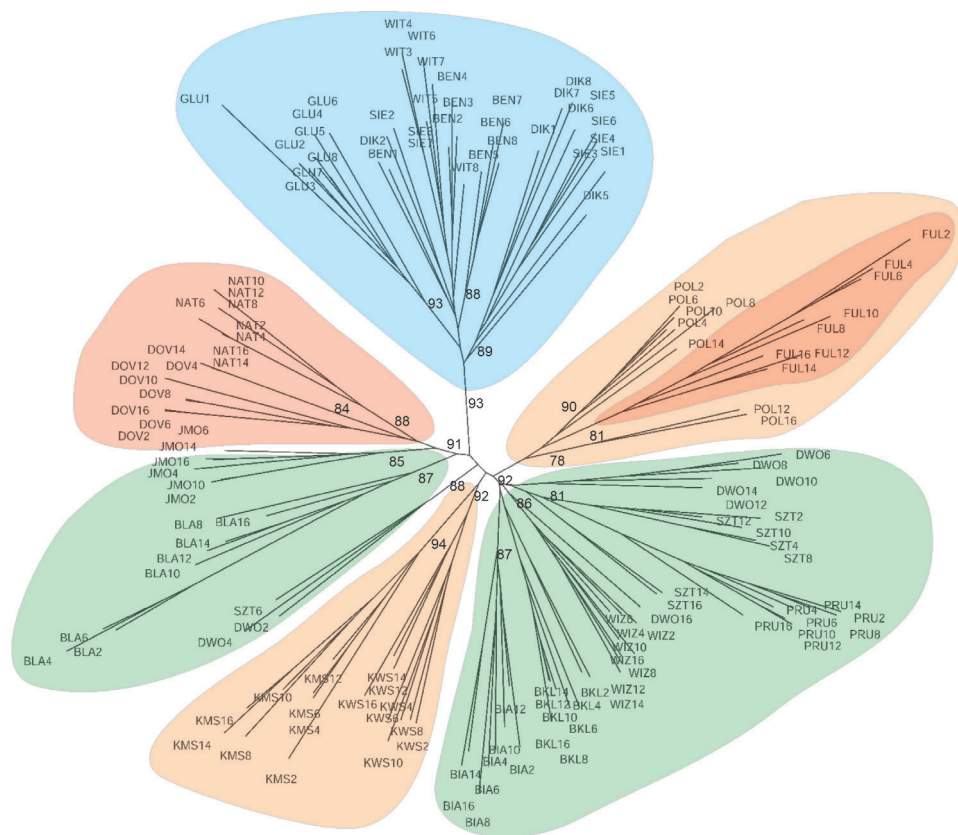 WIT4
WIT6
WIT3
WIT7
BEN4
DIK8
GLU1
GLU6
WIT5
BEN3
BEN7
DIK7
SIE5
GLU4
SIE2
BEN2
BEN6
DIK6
GLU5
SIE8
DIK1
SIE6
GLU2
DIK2
SIE7
BEN8
SIE4
GLU8
BEN1
BEN5
SIE3
SIE1
GLU7
WIT8
GLU3
DIK5
FUL2
FUL4
FUL6
NAT10
NAT12
NAT6
NAT8
POL2
POL6
POL8
93
88
POL10
FUL10
NAT2
POL4
FUL8
NAT4
DOV14
NAT16
89
POL14
FUL16
FUL12
DOV12
DOV4
NAT14
FUL14
DOV10
DOV8
93
DOV16
84
88
90
POL12
DOV6
JMO6
81
POL16
DOV2
JMO14
91
78
DWO6
JMO16
85
DWO8
JMO4
JMO10
87
88
92
DWO10
JMO2
92
86
81
DWO14
DWO12
BLA8
BLA16
SZT2
SZT12
SZT10
BLA14
94
SZT4
BLA12
87
SZT8
BLA10
SZT14
SZT6
SZT16
PRU4
PRU14
DWO2
WIZ6
DWO16
PRU16
PRU6
PRU2
BLA6
WIZ4
WIZ2
PRU10
PRU8
DWO4
WIZ10
PRU12
BLA2
BLA4
WIZ16
KMS12
KWS14
WIZ8
KWS12
BKL14
BKL2
WIZ12
KMS10
KWS16
KWS4
BKL12
BKL4
WIZ14
BIA12
KMS16
KMS6
KWS6
BKL10
KMS4
KWS8
BKL6
KMS14
KWS2
BIA10
BKL16
KMS8
KWS10
BIA4
BKL8
KMS2
BIA14
BIA2
BIA6
BIA16
BIA8